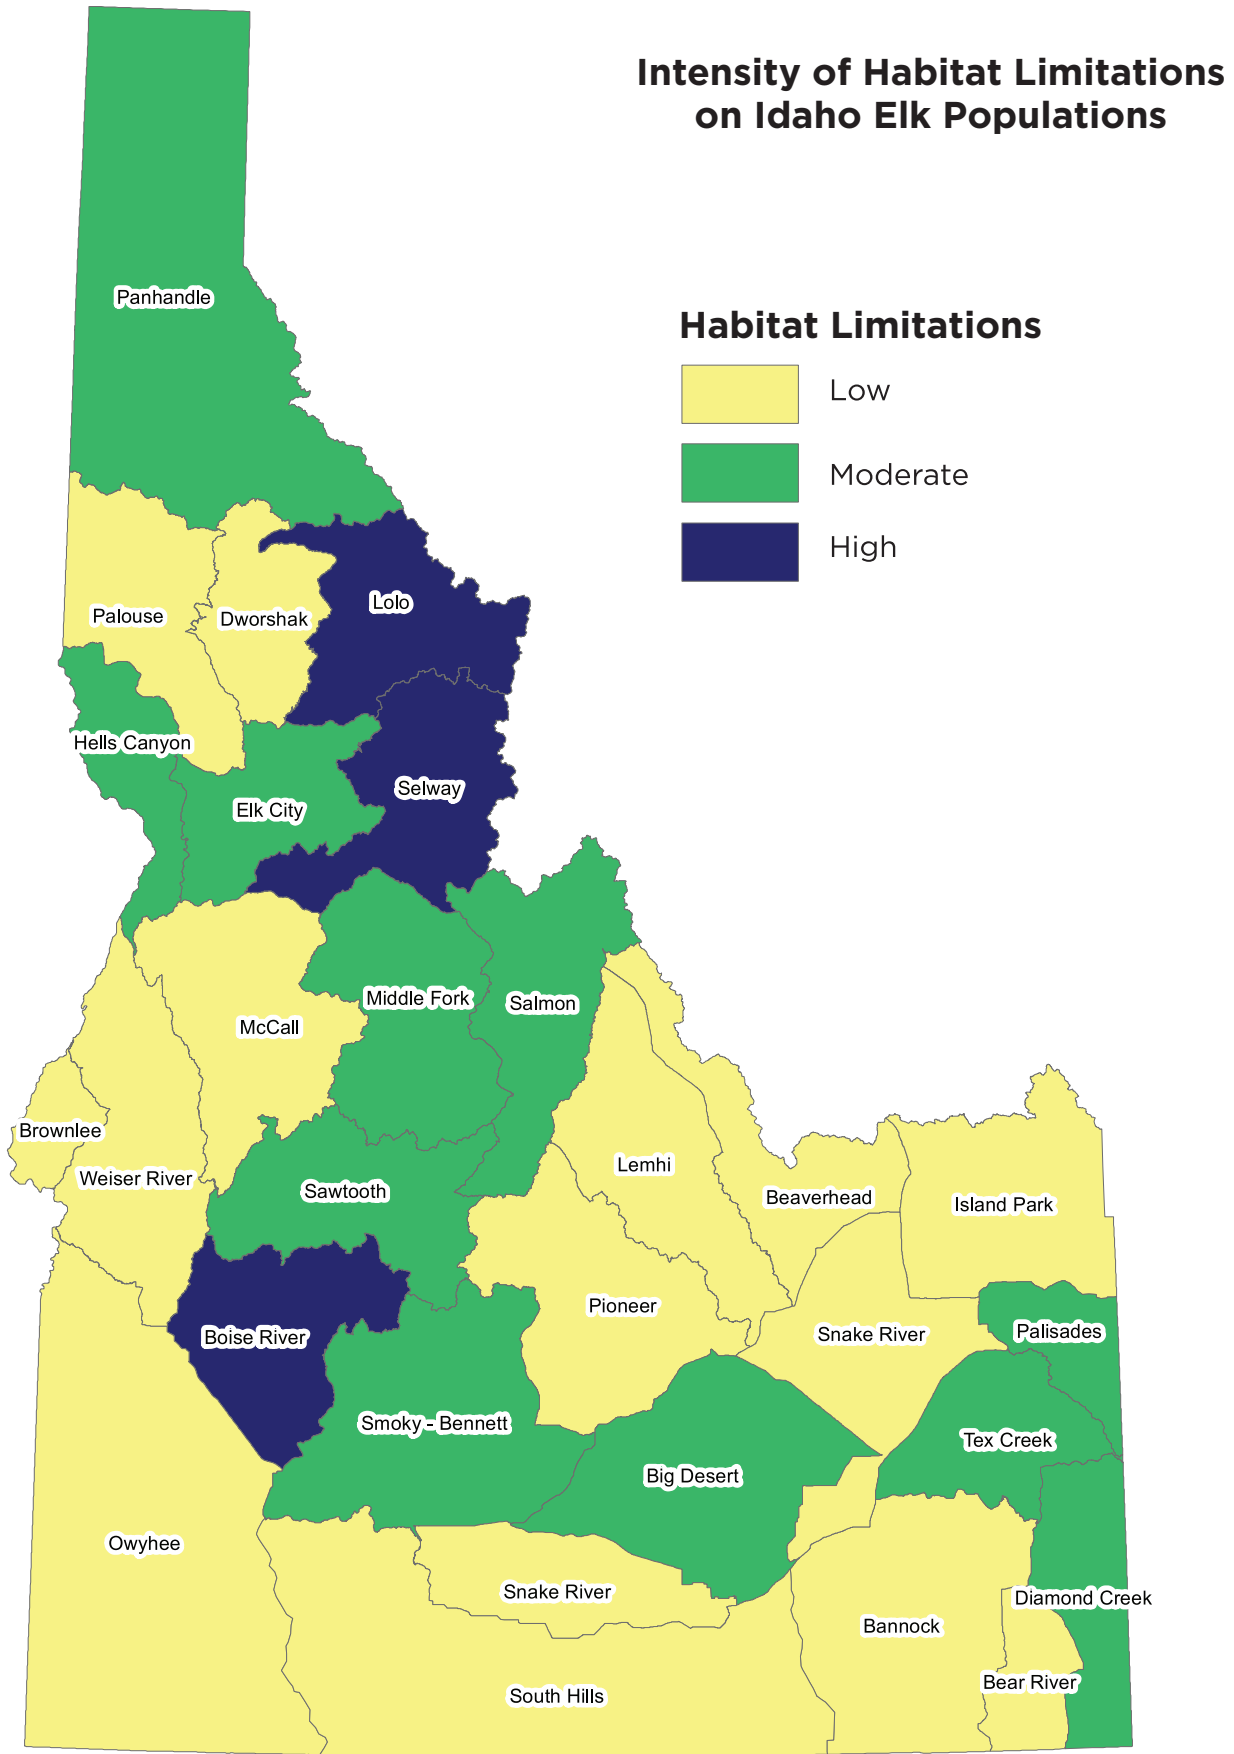 Intensity of Habitat Limitations
on Idaho Elk Populations
Panhandle
Habitat Limitations
Low
Moderate
High
Lolo
Palouse
Dworshak
Hells Canyon
Selway
Elk City
Middle Fork
Salmon
McCall
Brownlee
Lemhi
Weiser River
Sawtooth
Beaverhead
Island Park
Pioneer
Snake River
Palisades
Boise River
Smoky - Bennett
Tex Creek
Big Desert
Owyhee
Snake River
Diamond Creek
Bannock
Bear River
South Hills